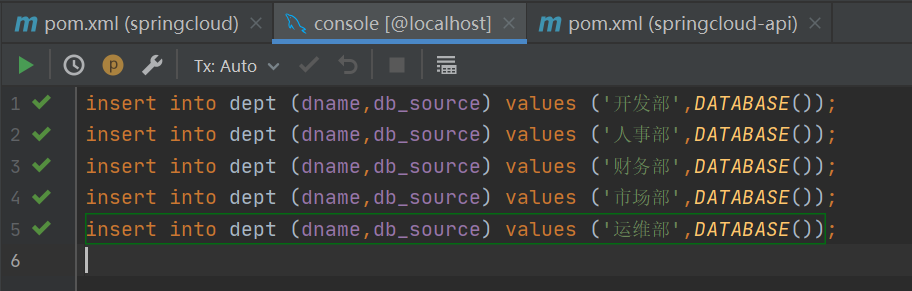 pom.xml (springcloud)
console [@localhost]
pom.xml (springcloud-api)
Tx: Auto
1 insert into dept (dname,db_source) values ('开发部',DATABASE());
2 insert into dept (dname,db_source) values ('人事部',DATABASE());
3 insert into dept (dname,db_source) values ('财务部',DATABASE());
4 insert into dept (dname,db_source) values ('市场部',DATABASE());
5 insert into dept (dname,db_source) values ('运维部',DATABASE());
6